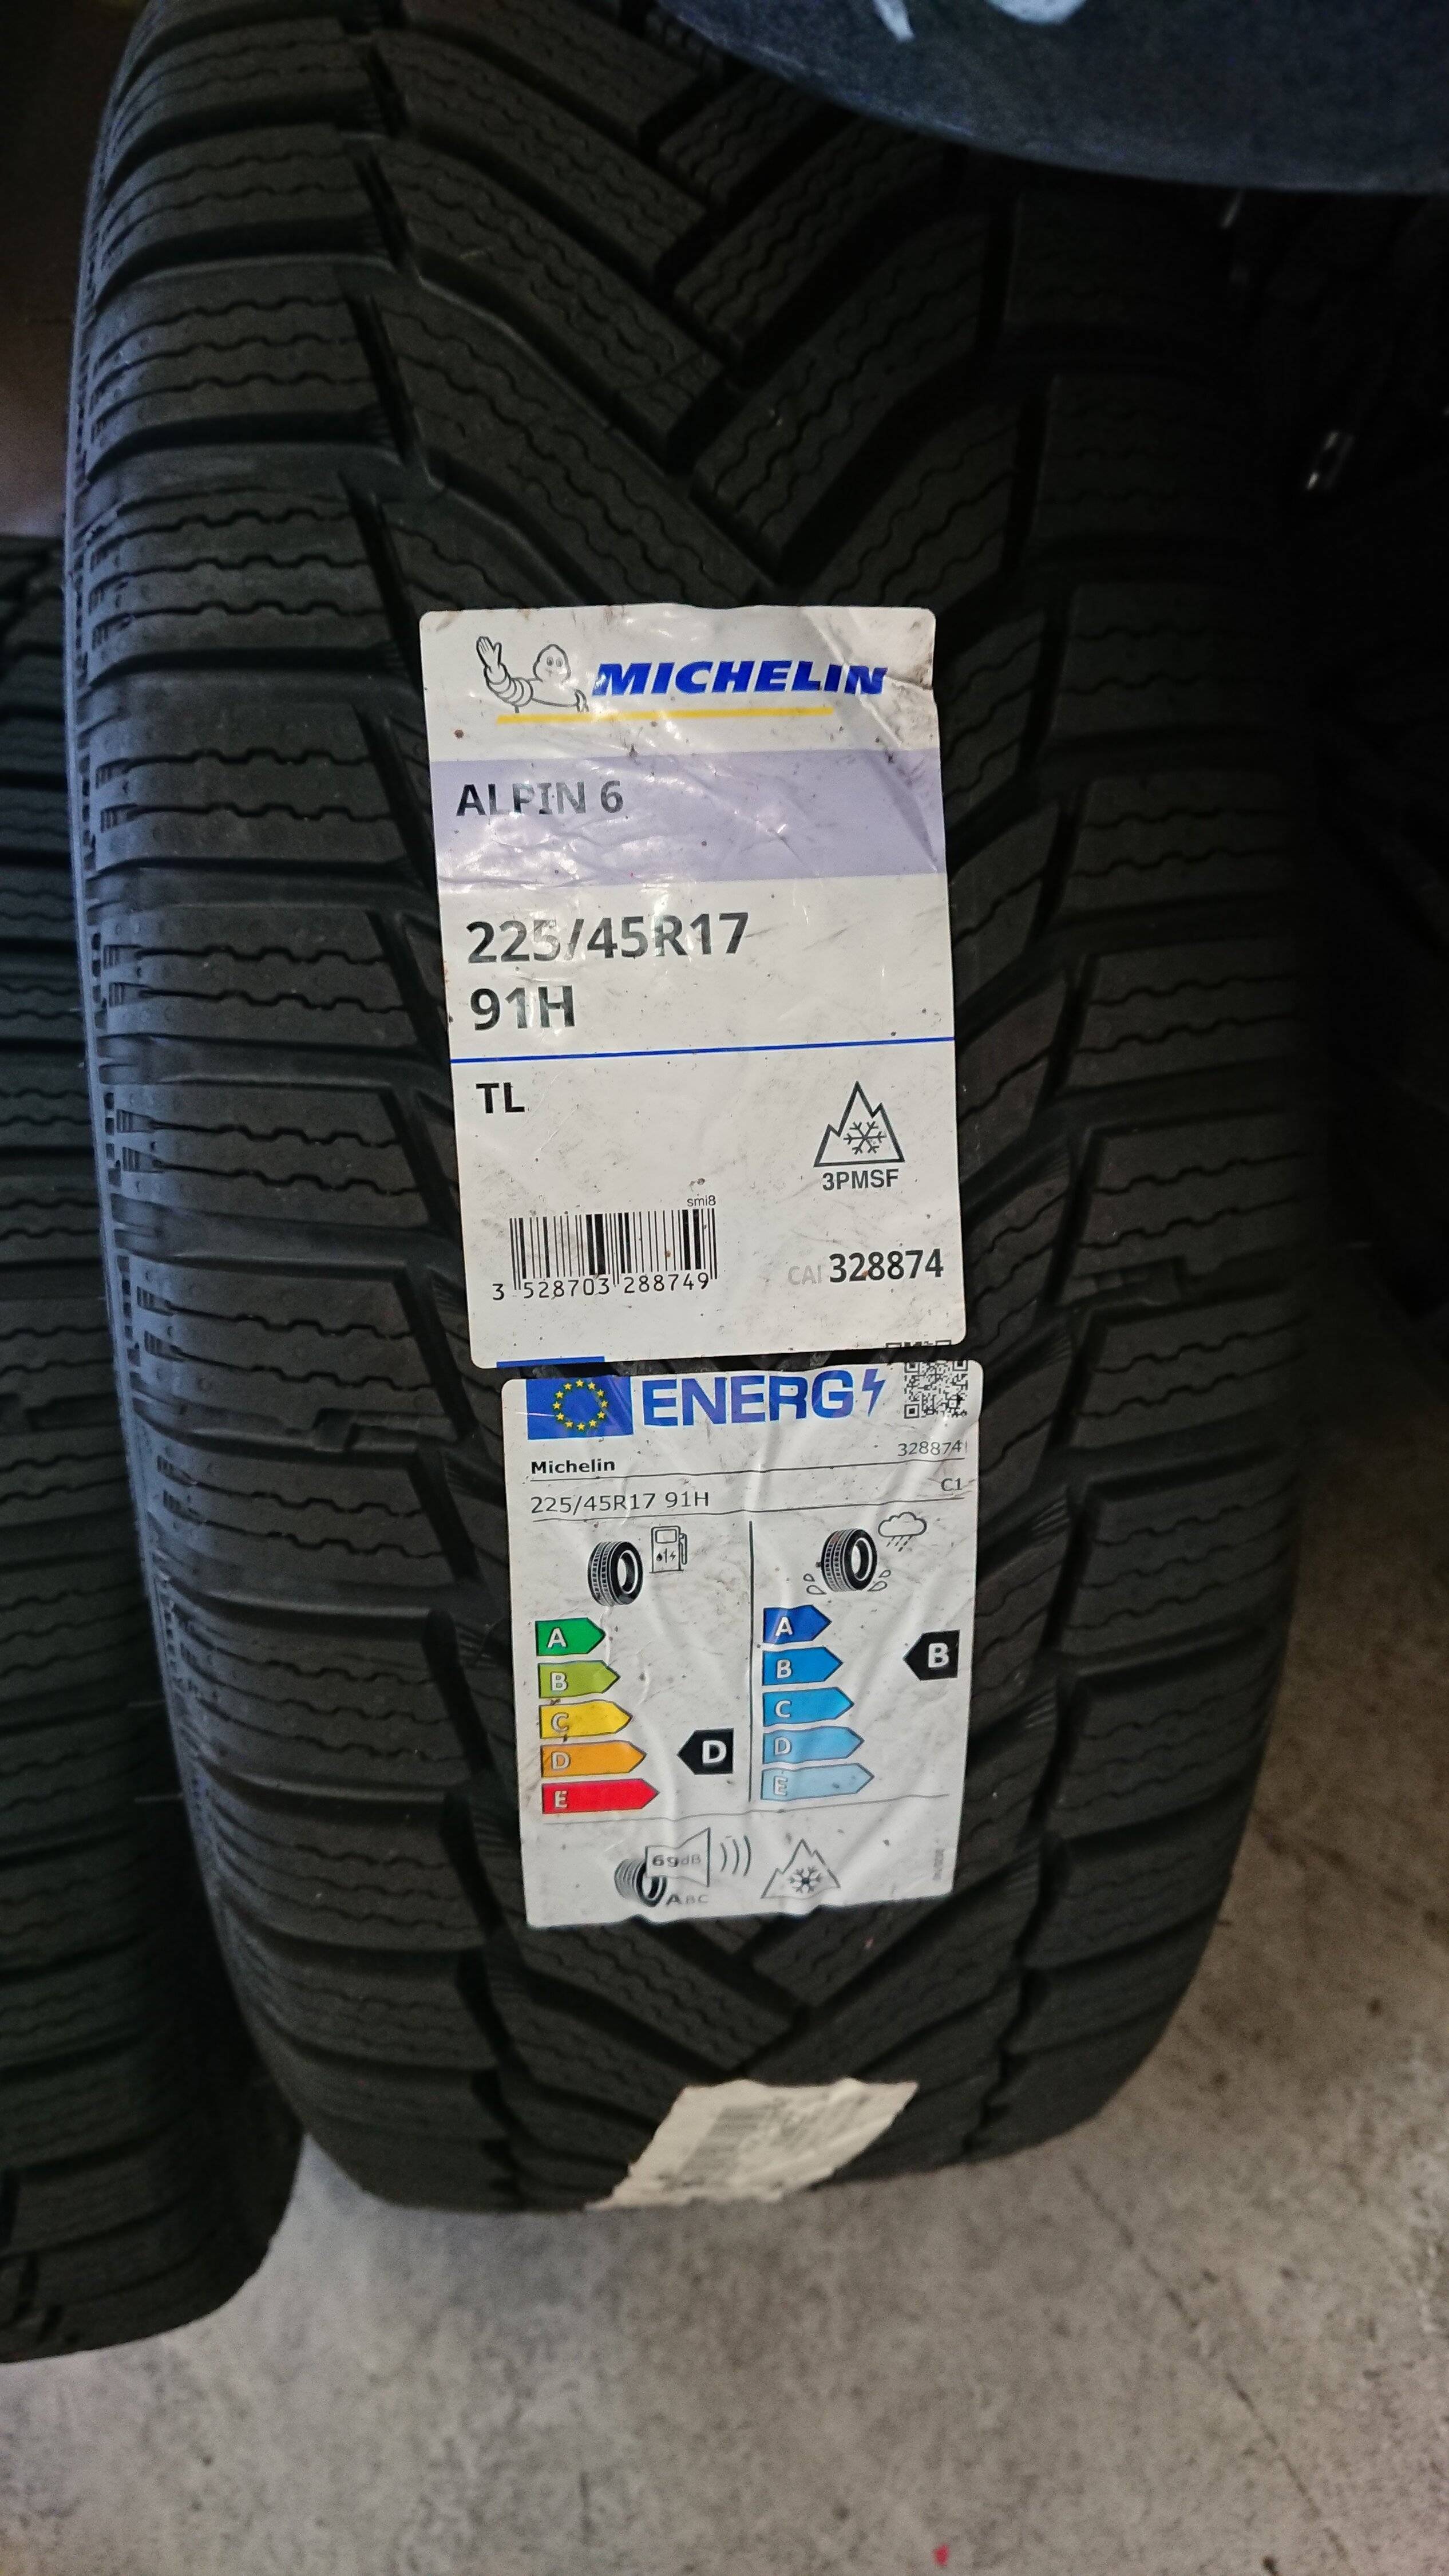 MICHELIN
ALPIN 6
225/45R17
91H
TL
3PMSF
smi8
3 528703 288749
CAI 328874
ENERG
Michelin
328874
225/45R17 91H
C1
A
B
C
D
E
D
A
B
C
D
E
B
69dB
ABC